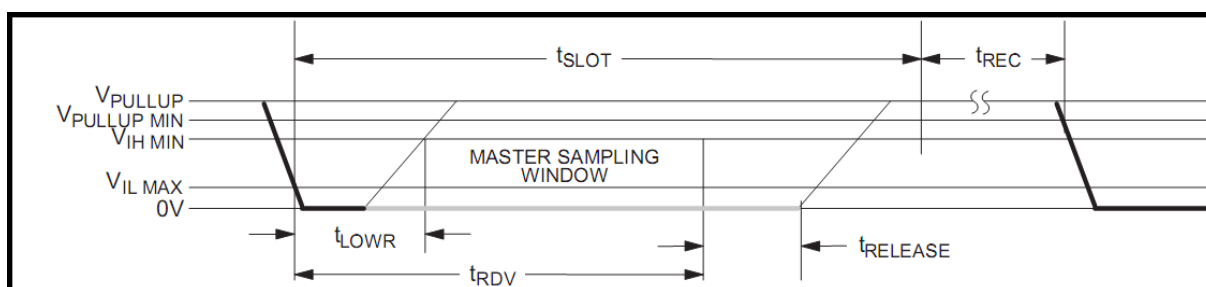 tSLOT
tREC
VPULLUP
VPULLUP MIN
VIH MIN
MASTER SAMPLING
WINDOW
VIL MAX
0V
tLOWR
tRELEASE
tRDV